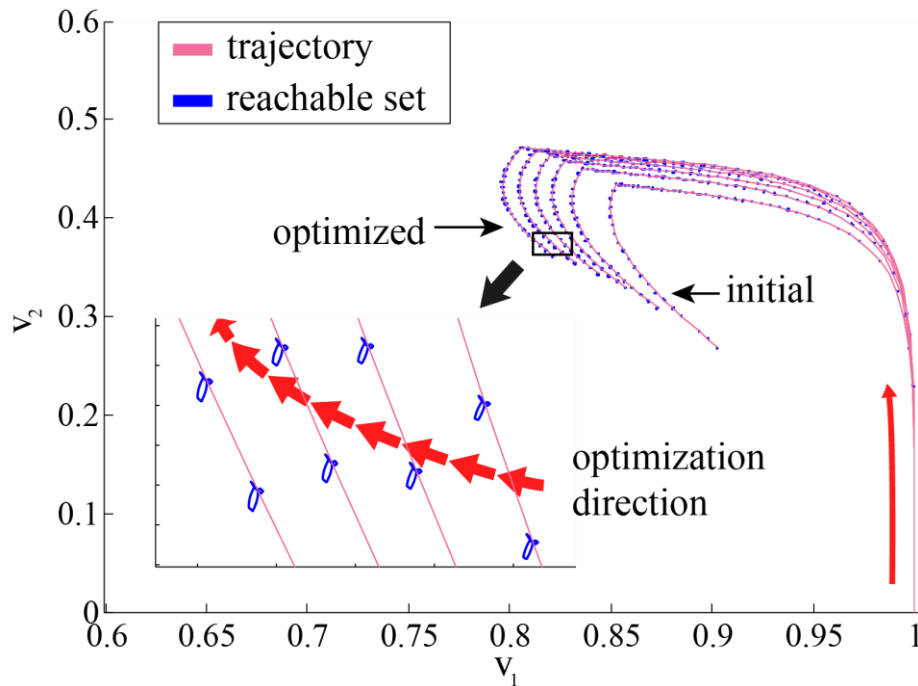 0.6
trajectory
reachable set
0.5
0.4
optimized
initial
0.3
v2
optimization
direction
0.2
0.1
0
0.6
0.65
0.7
0.75
0.8
0.85
0.9
0.95
1
v1